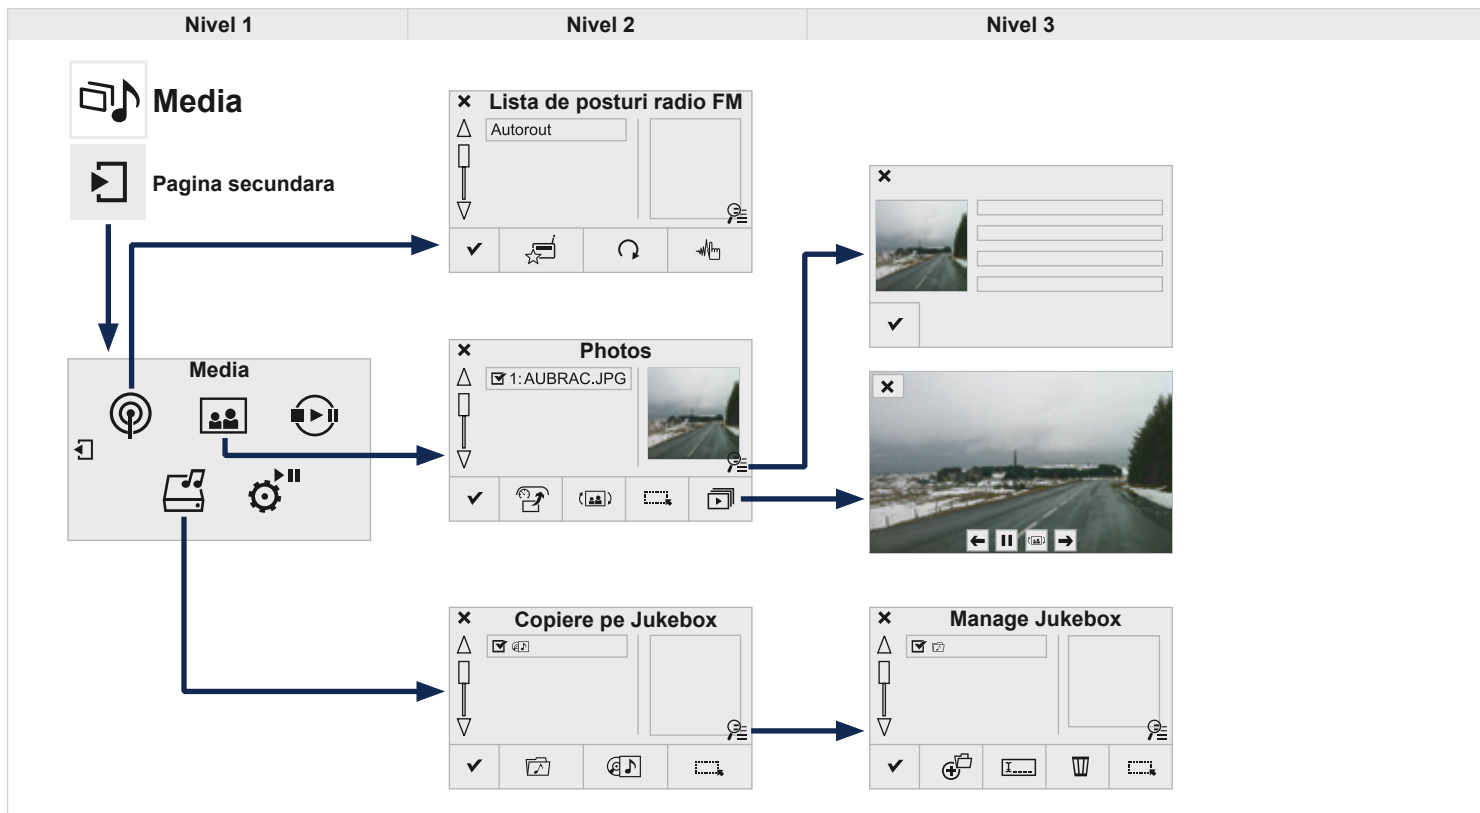 Nivel 1
Nivel 2
Nivel 3
Media
Pagina secundara
Lista de posturi radio FM
Autorout
Media
Photos
1: AUBRAC.JPG
Copiere pe Jukebox
Manage Jukebox